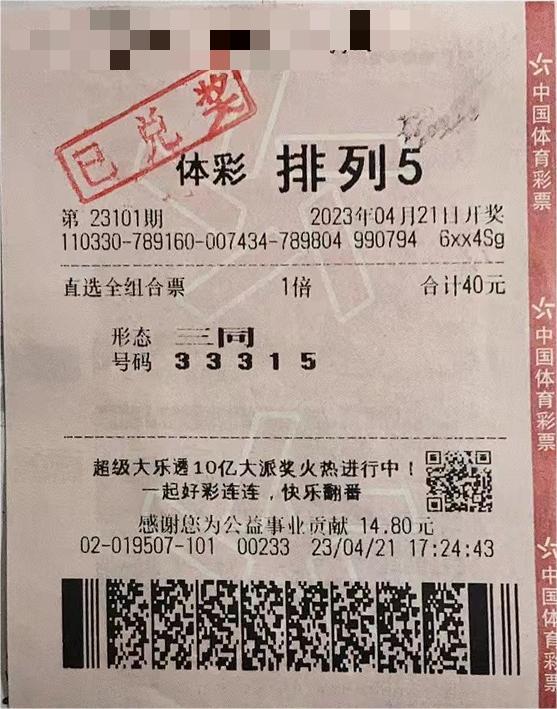 已兑奖
体彩 排列5
第 23101期 2023年04月21日开奖
110330-789160-007434-789804 990794 6xx4Sg
直选全组合票 1倍 合计40元
形态 三同
号码 3 3 3 1 5
超级大乐透10亿大派奖火热进行中！
一起好彩连连，快乐翻番
感谢您为公益事业贡献 14.80元
02-019507-101 00233 23/04/21 17:24:43
中国体育彩票
中国体育彩票
中国体育彩票